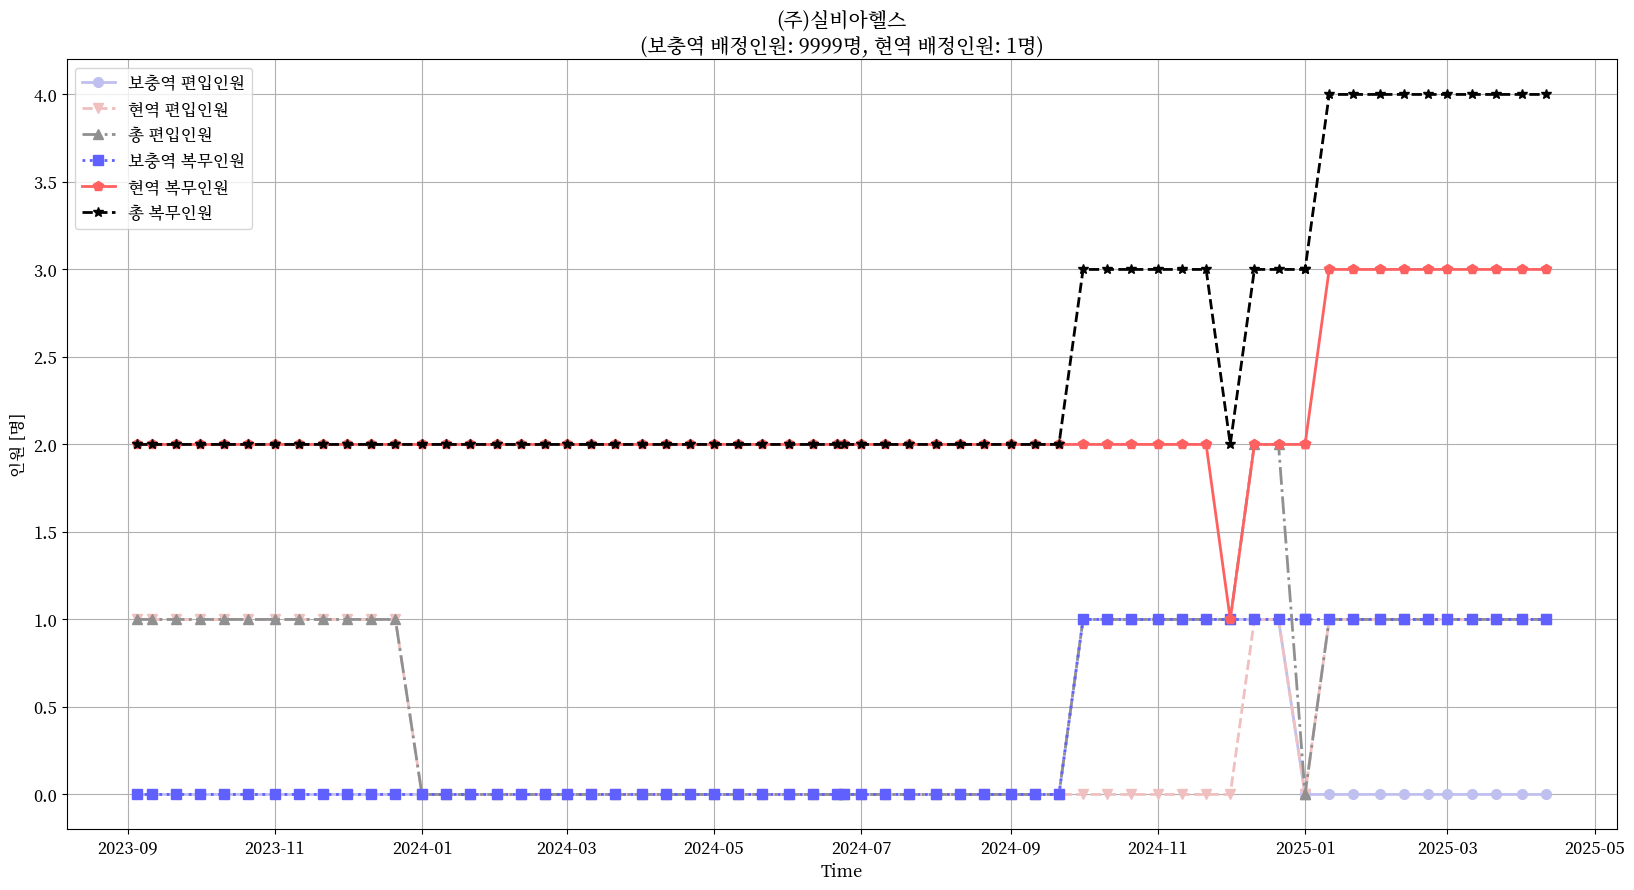 (주)실비아헬스
(보충역 배정인원: 9999명, 현역 배정인원: 1명)
보충역 편입인원
현역 편입인원
총 편입인원
보충역 복무인원
현역 복무인원
총 복무인원
4.0
3.5
3.0
2.5
2.0
1.5
1.0
0.5
0.0
인원 [명]
2023-09 2023-11 2024-01 2024-03 2024-05 2024-07 2024-09 2024-11 2025-01 2025-03 2025-05
Time